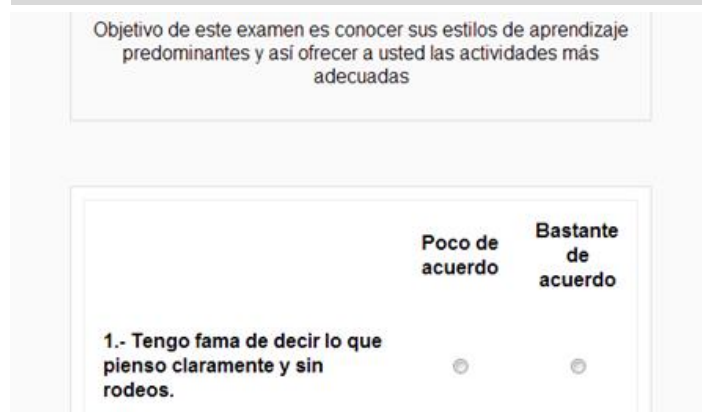 Objetivo de este examen es conocer sus estilos de aprendizaje
predominantes y así ofrecer a usted las actividades más
adecuadas
Poco de
acuerdo
Bastante
de
acuerdo
1.- Tengo fama de decir lo que
pienso claramente y sin
rodeos.